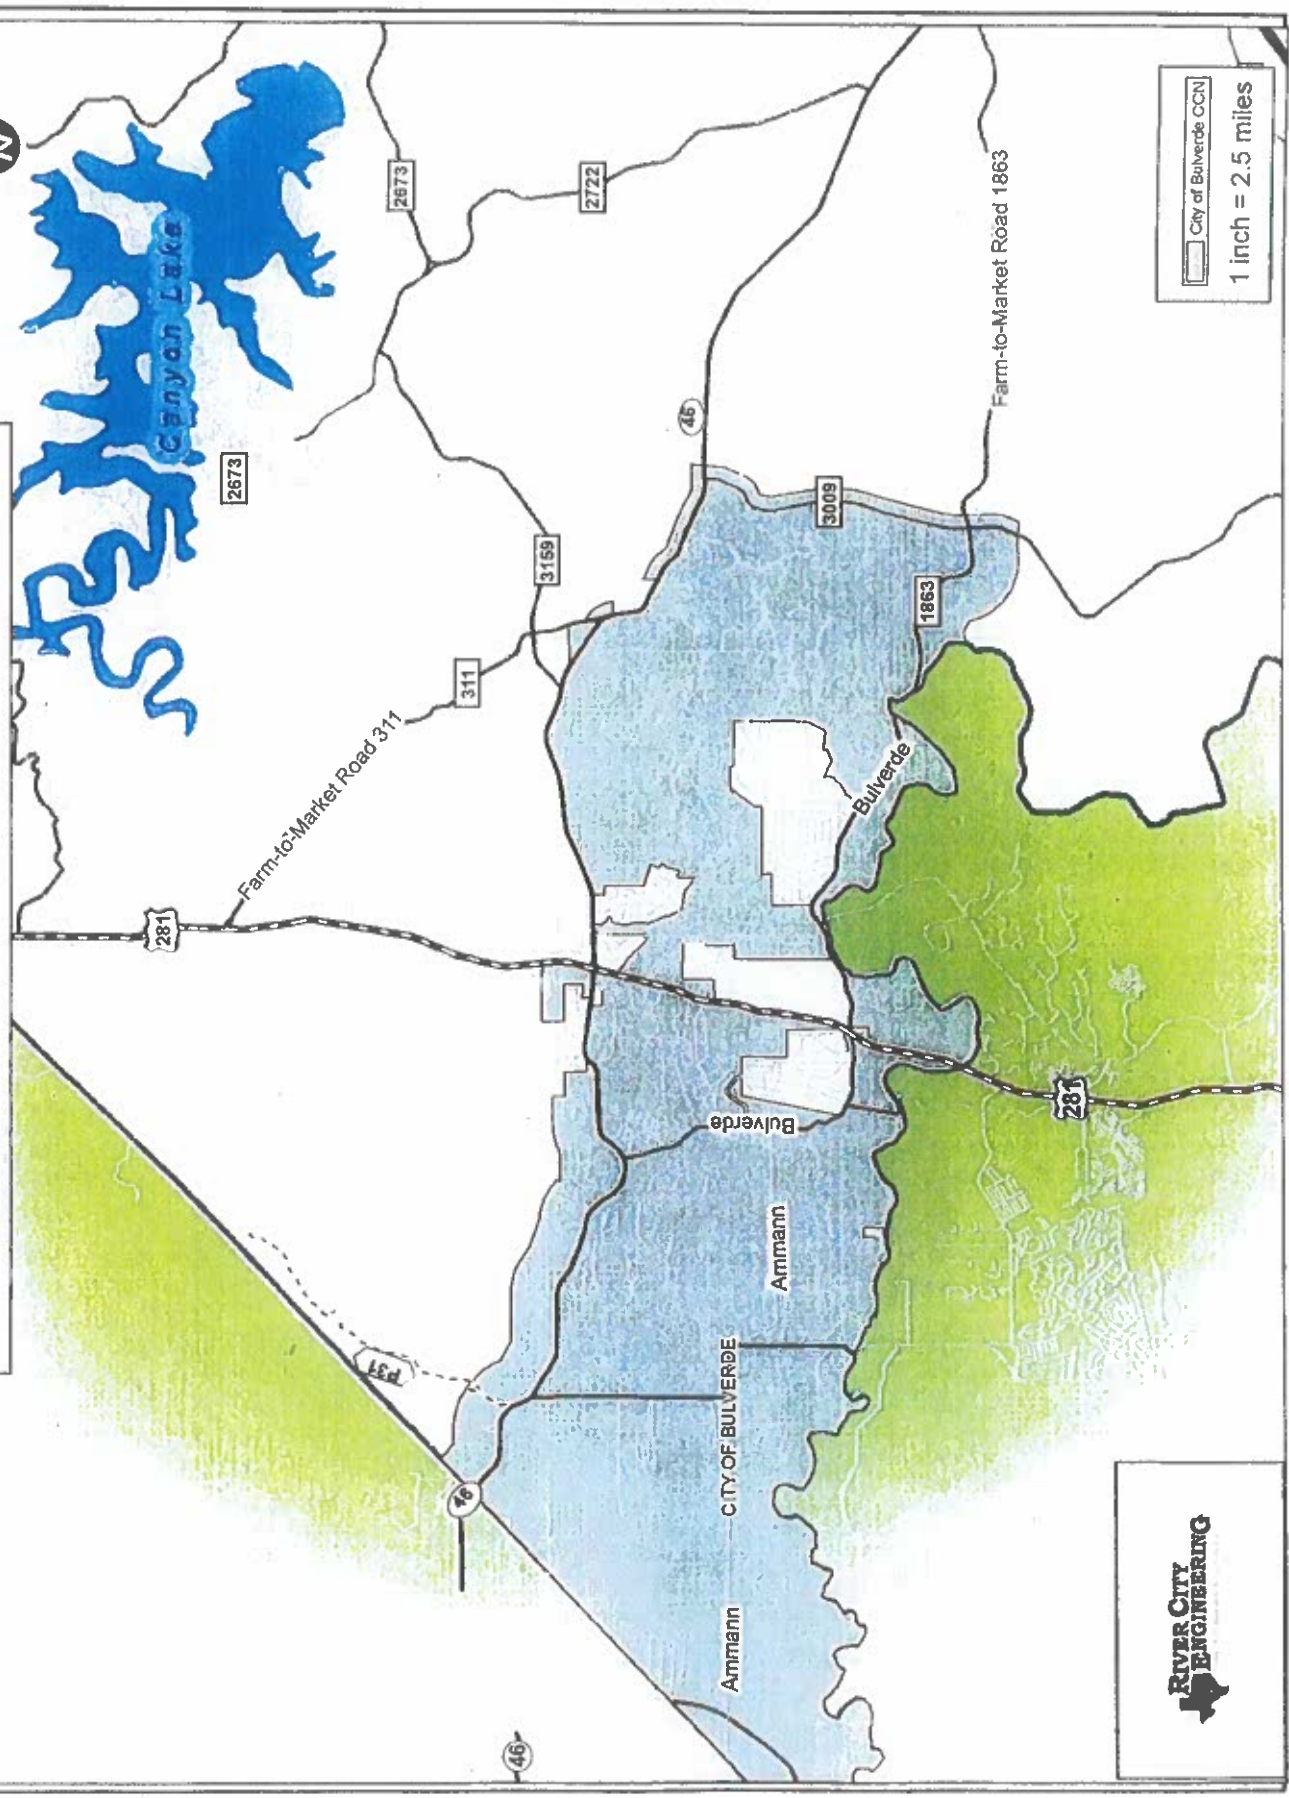 N
Canyon Lake
2673
2673
2722
3159
311
Farm-to-Market Road 311
281
46
3009
1863
Farm-to-Market Road 1863
Bulverde
Bulverde
Ammann
CITY OF BULVERDE
Ammann
P31
46
46
281
City of Bulverde CCN
1 inch = 2.5 miles
RIVER CITY
ENGINEERING